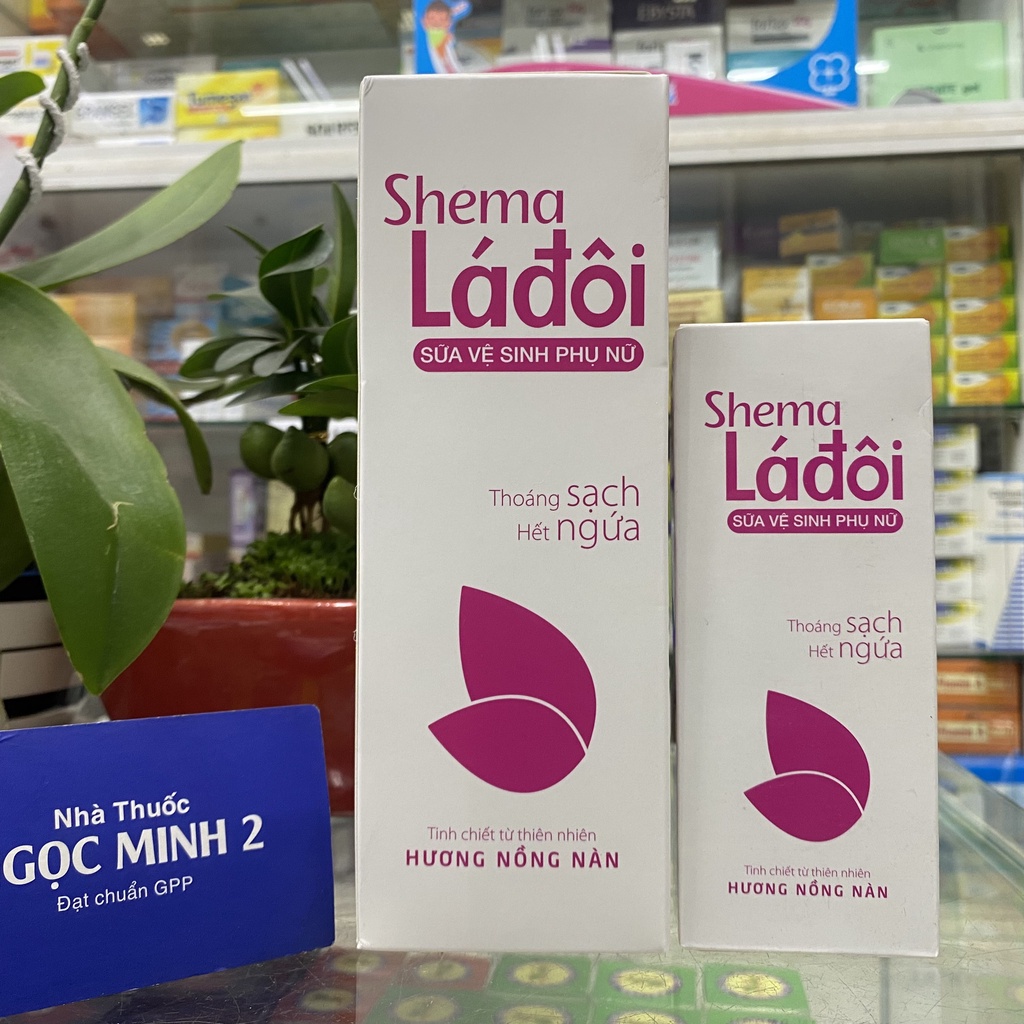 Shema
Láđôi
SỮA VỆ SINH PHỤ NỮ
Thoáng sạch
Hết ngứa
Tinh chiết từ thiên nhiên
HƯƠNG NỒNG NÀN
Shema
Láđôi
SỮA VỆ SINH PHỤ NỮ
Thoáng sạch
Hết ngứa
Tinh chiết từ thiên nhiên
HƯƠNG NỒNG NÀN
Nhà Thuốc
GỌC MINH 2
Đạt chuẩn GPP